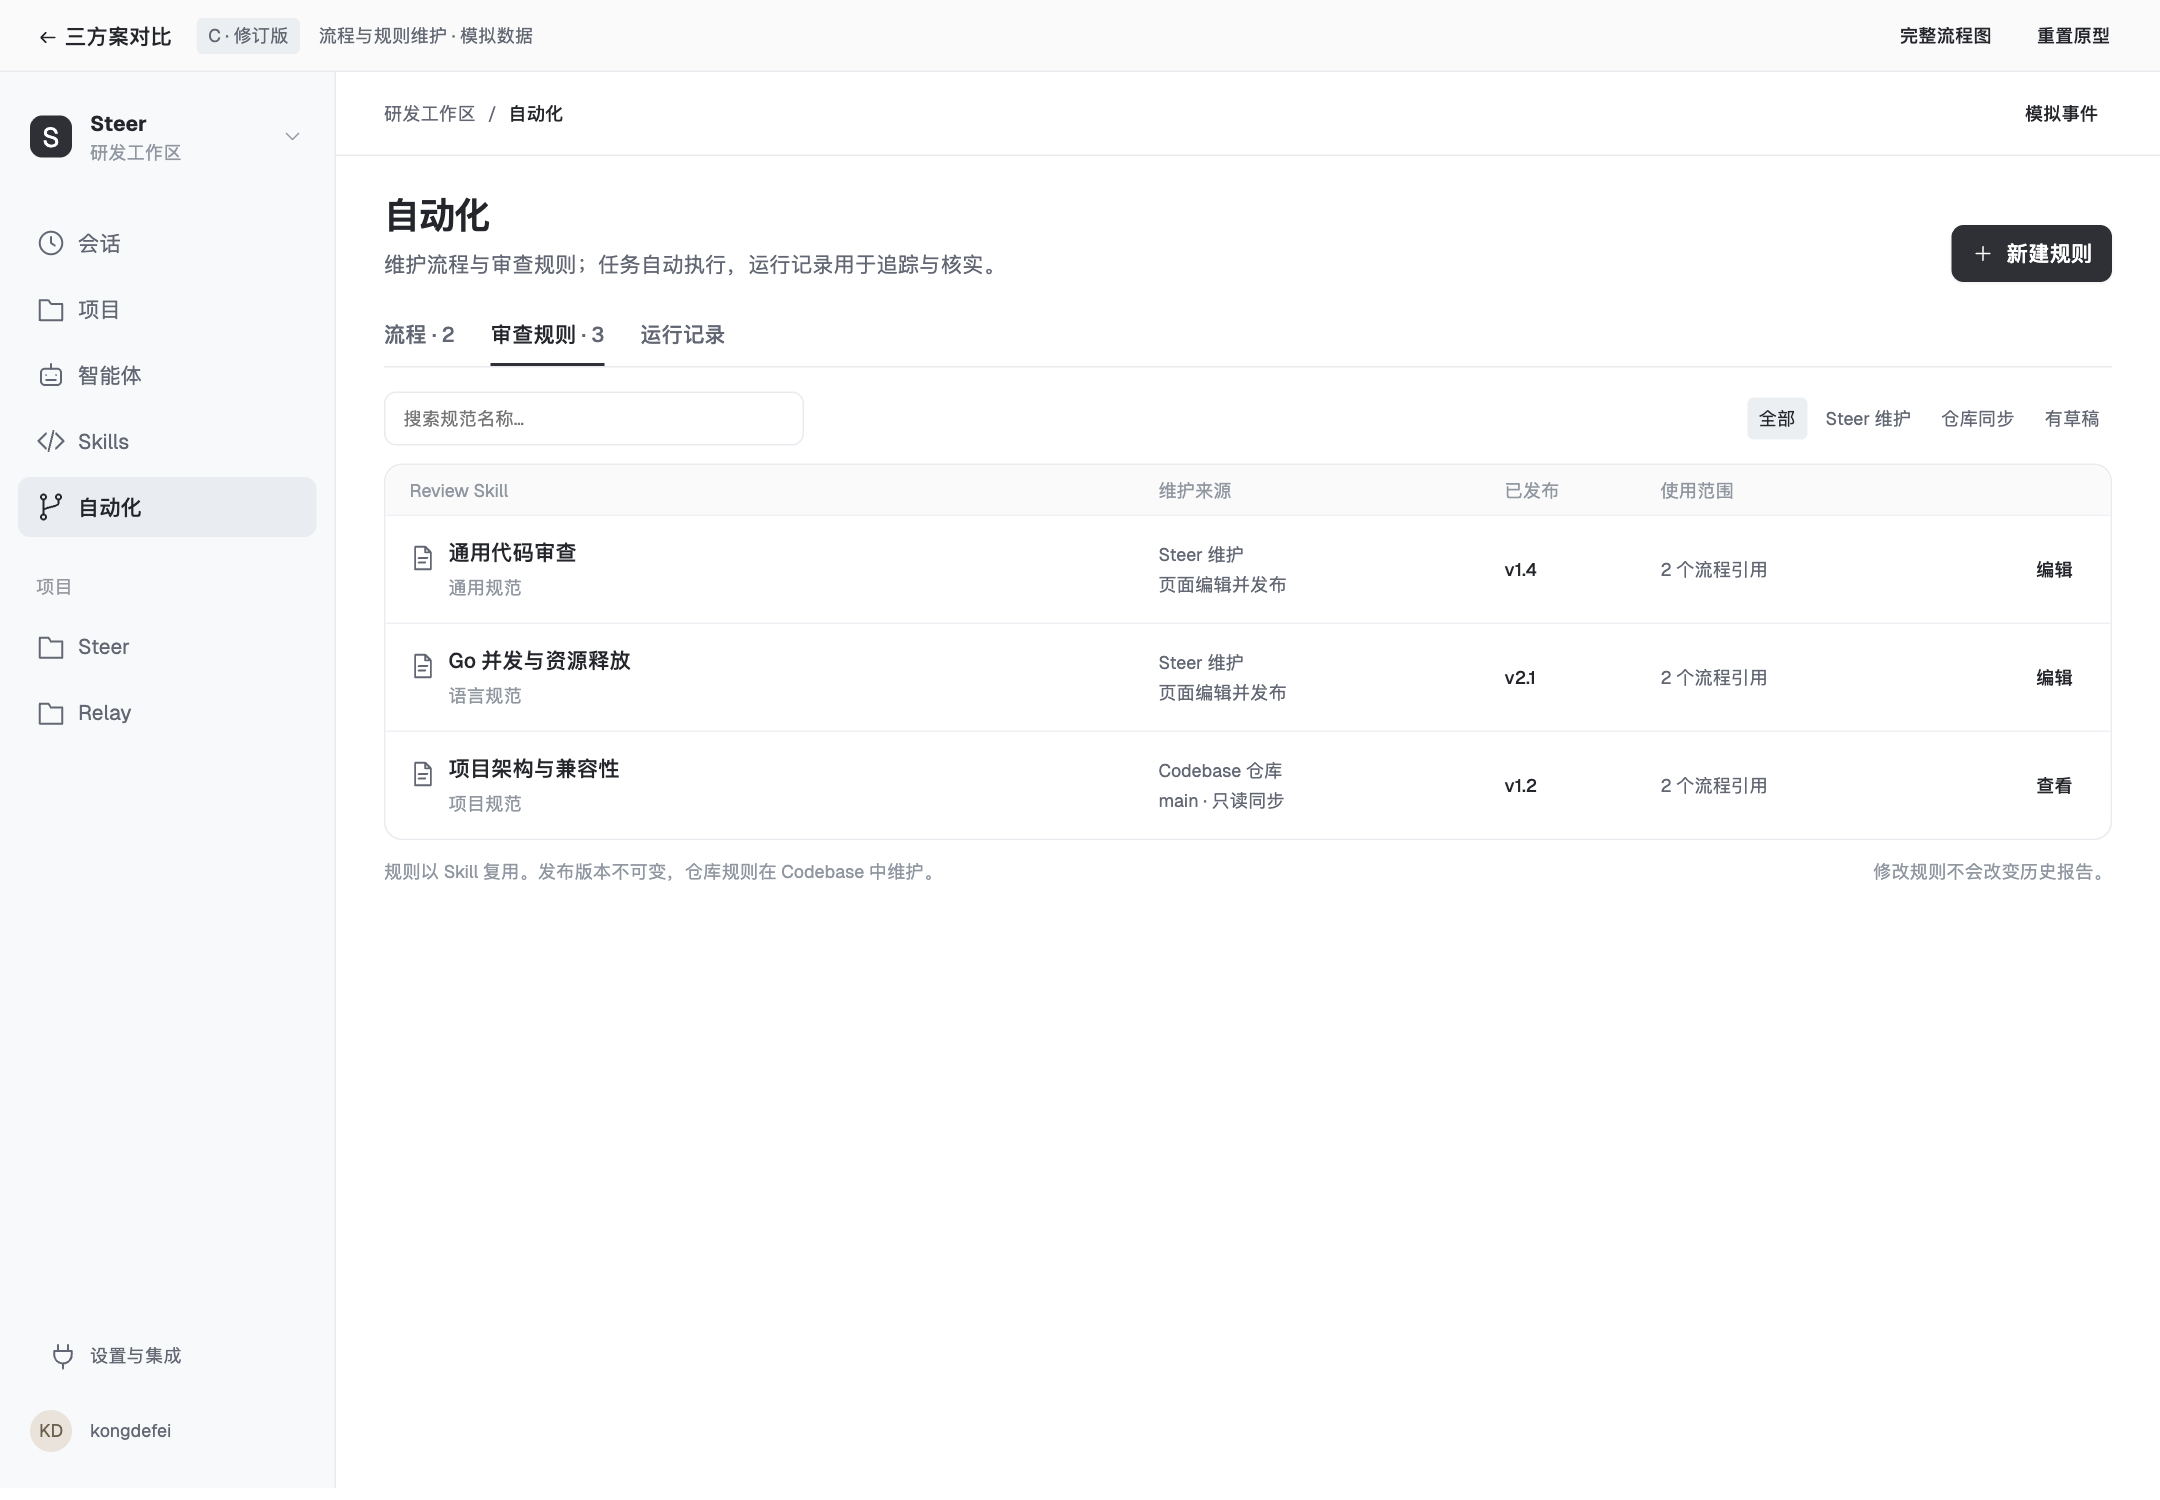 ← 三方案对比
C · 修订版
流程与规则维护 · 模拟数据
完整流程图
重置原型
S
Steer
研发工作区
会话
项目
智能体
Skills
自动化
项目
Steer
Relay
设置与集成
KD
kongdefei
研发工作区 / 自动化
模拟事件
自动化
维护流程与审查规则；任务自动执行，运行记录用于追踪与核实。
+ 新建规则
流程 · 2
审查规则 · 3
运行记录
搜索规范名称...
全部
Steer 维护
仓库同步
有草稿
Review Skill
维护来源
已发布
使用范围
通用代码审查
通用规范
Steer 维护
页面编辑并发布
v1.4
2 个流程引用
编辑
Go 并发与资源释放
语言规范
Steer 维护
页面编辑并发布
v2.1
2 个流程引用
编辑
项目架构与兼容性
项目规范
Codebase 仓库
main · 只读同步
v1.2
2 个流程引用
查看
规则以 Skill 复用。发布版本不可变，仓库规则在 Codebase 中维护。
修改规则不会改变历史报告。